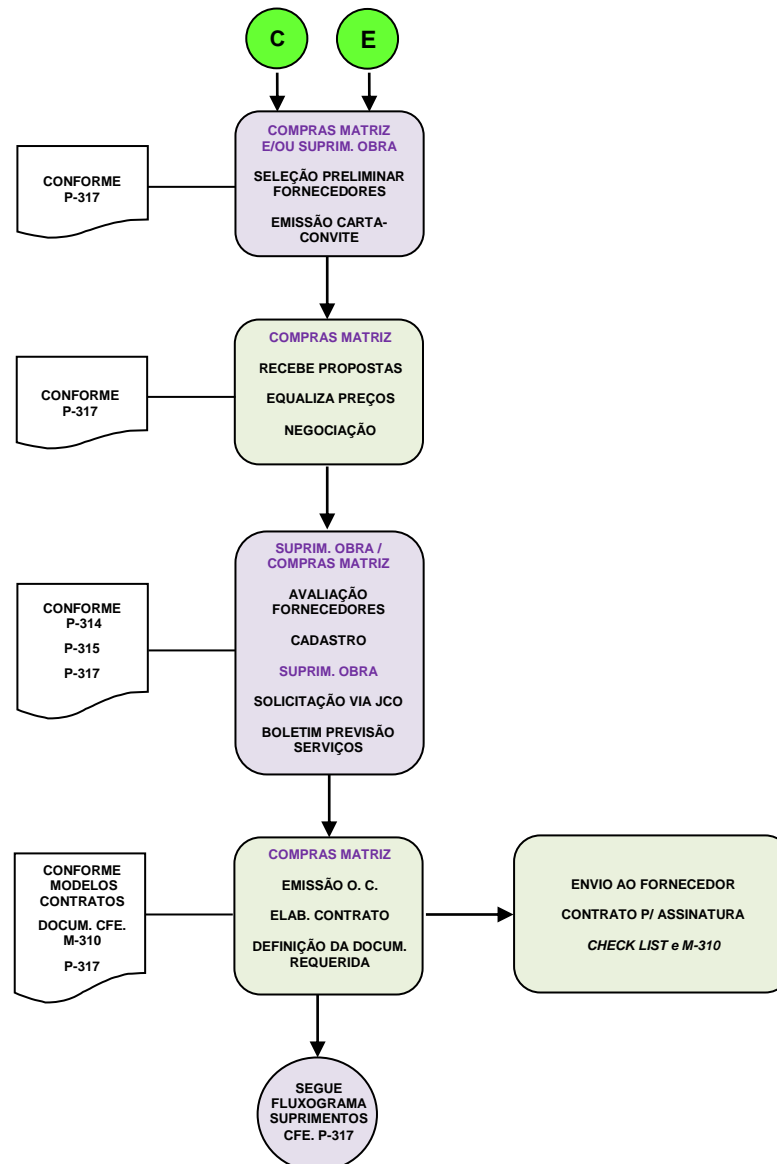 C
E
COMPRAS MATRIZ
E/OU SUPRIM. OBRA
SELEÇÃO PRELIMINAR
FORNECEDORES
EMISSÃO CARTA-
CONVITE
CONFORME
P-317
COMPRAS MATRIZ
RECEBE PROPOSTAS
EQUALIZA PREÇOS
NEGOCIAÇÃO
CONFORME
P-317
SUPRIM. OBRA /
COMPRAS MATRIZ
AVALIAÇÃO
FORNECEDORES
CADASTRO
SUPRIM. OBRA
SOLICITAÇÃO VIA JCO
BOLETIM PREVISÃO
SERVIÇOS
CONFORME
P-314
P-315
P-317
COMPRAS MATRIZ
EMISSÃO O. C.
ELAB. CONTRATO
DEFINIÇÃO DA DOCUM.
REQUERIDA
CONFORME
MODELOS
CONTRATOS
DOCUM. CFE.
M-310
P-317
ENVIO AO FORNECEDOR
CONTRATO P/ ASSINATURA
CHECK LIST e M-310
SEGUE
FLUXOGRAMA
SUPRIMENTOS
CFE. P-317